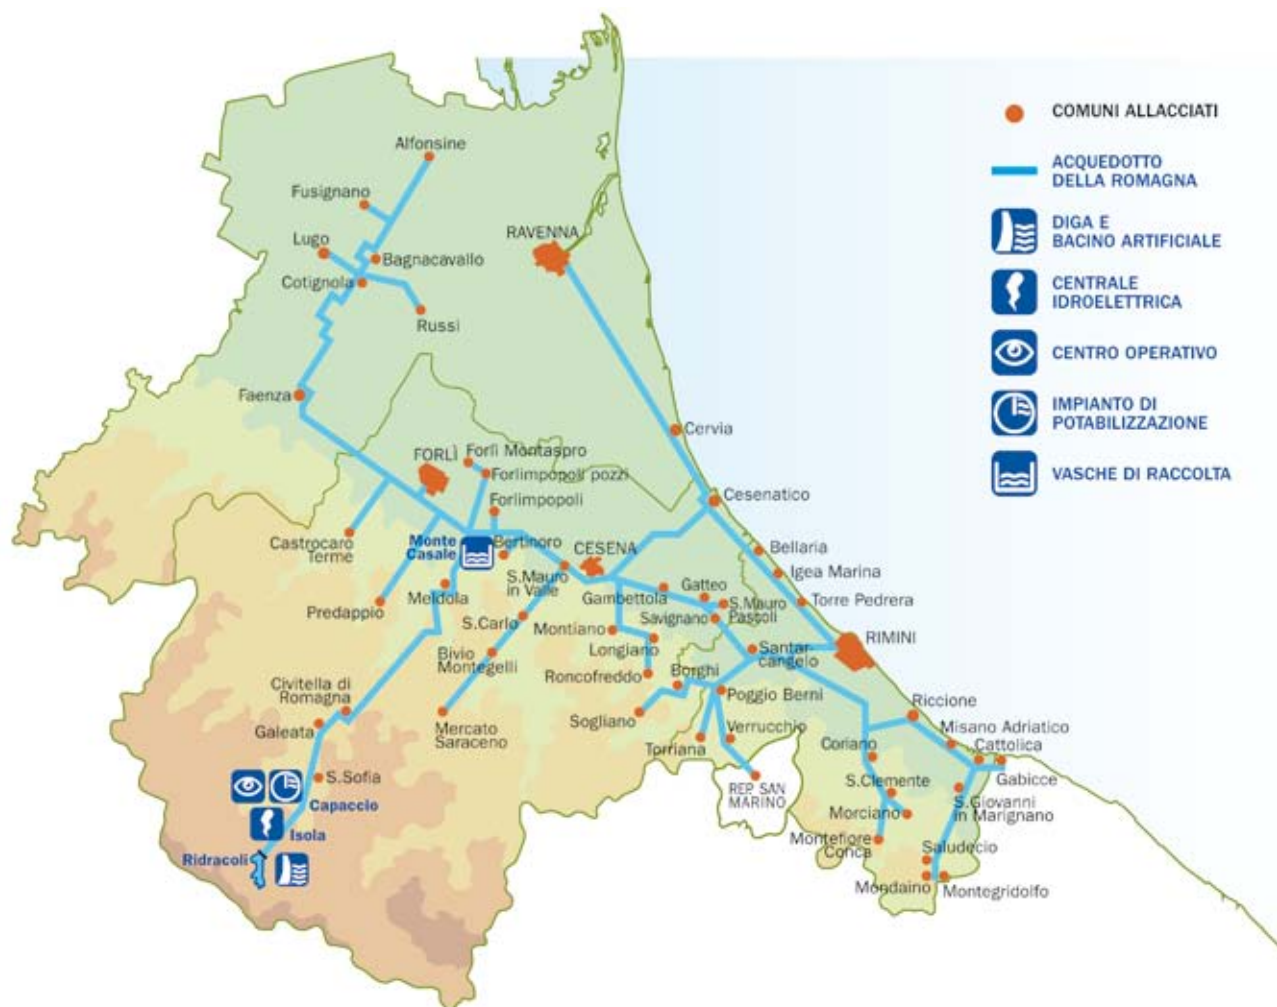 COMUNI ALLACCIATI
ACQUEDOTTO
DELLA ROMAGNA
DIGA E
BACINO ARTIFICIALE
CENTRALE
IDROELETTRICA
CENTRO OPERATIVO
IMPIANTO DI
POTABILIZZAZIONE
VASCHE DI RACCOLTA
Alfonsine
Fusignano
Lugo
RAVENNA
Bagnacavallo
Cotignola
Russi
Faenza
Cervia
FORLÌ
Forlì Montaspro
Forlimpopoli pozzi
Forlimpopoli
Cesenatico
Castrocaro
Terme
Monte
Casale
Bertinoro
CESENA
Bellaria
S.Mauro
in Valle
Igea Marina
Predappio
Meldola
Gambettola
Gatteo
S.Mauro
Pastoli
Torre Pedrera
S.Carlo
Montiano
Savignano
RIMINI
Bivio
Montegelli
Longiano
Santar-
cangelo
Roncofreddo
Borghi
Civitella di
Romagna
Poggio Berni
Galeata
Mercato
Saraceno
Sogliano
Torriana
Verrucchio
Riccione
Misano Adriatico
Coriano
Cattolica
S.Sofia
REP. SAN
MARINO
S.Clemente
Gabicce
Capaccio
Morciano
S.Giovanni
in Marignano
Isola
Montefiore
Conca
Saludecio
Ridracoli
Mondaino
Montegridolfo